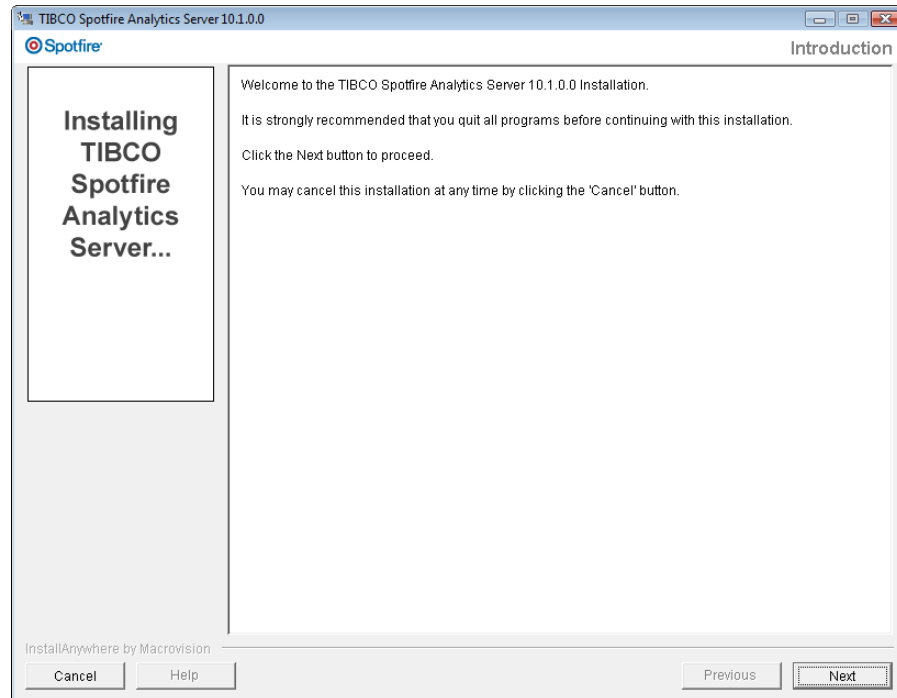 TIBCO Spotfire Analytics Server 10.1.0.0
Spotfire
Introduction
Installing
TIBCO
Spotfire
Analytics
Server...
Welcome to the TIBCO Spotfire Analytics Server 10.1.0.0 Installation.
It is strongly recommended that you quit all programs before continuing with this installation.
Click the Next button to proceed.
You may cancel this installation at any time by clicking the 'Cancel' button.
InstallAnywhere by Macrovision
Cancel Help Previous Next